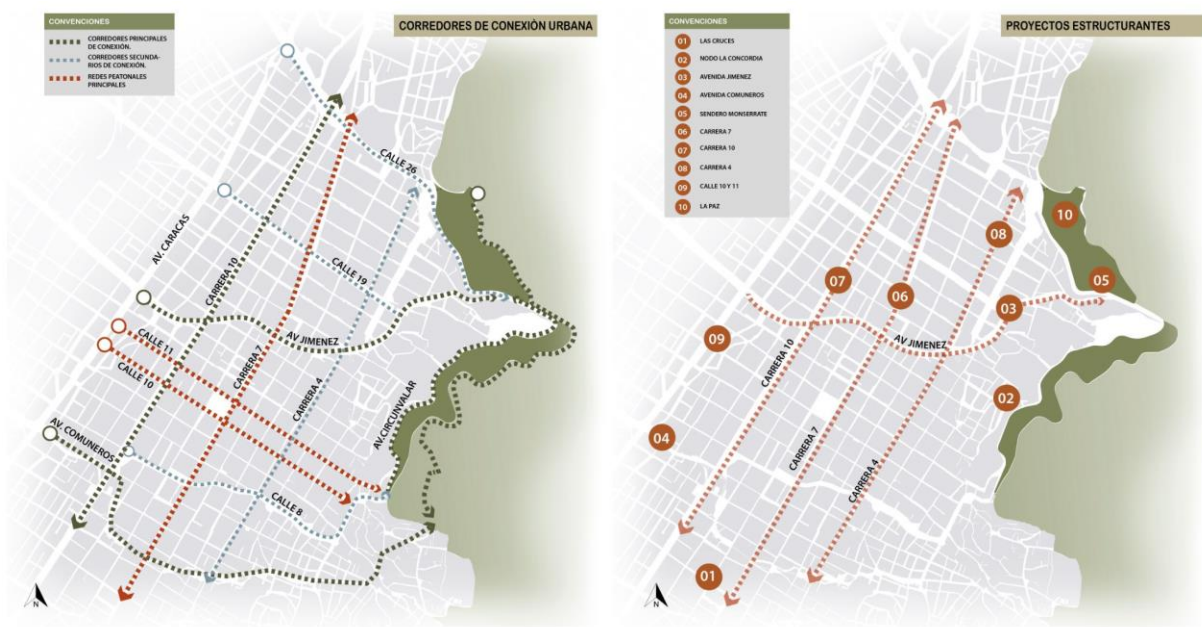 CONVENCIONES
CORREDORES PRINCIPALES
DE CONEXIÓN.
CORREDORES SECUNDA-
RIOS DE CONEXIÓN.
REDES PEATONALES
PRINCIPALES
CORREDORES DE CONEXIÒN URBANA
CALLE 26
AV. CARACAS
CARRERA 10
CALLE 19
AV JIMENEZ
CALLE 11
CALLE 10
CARRERA 7
CARRERA 4
AV.CIRCUNVALAR
AV. COMUNEROS
CALLE 8
N
CONVENCIONES
01 LAS CRUCES
02 NODO LA CONCORDIA
03 AVENIDA JIMENEZ
04 AVENIDA COMUNEROS
05 SENDERO MONSERRATE
06 CARRERA 7
07 CARRERA 10
08 CARRERA 4
09 CALLE 10 Y 11
10 LA PAZ
PROYECTOS ESTRUCTURANTES
10
08
05
07
06
03
09
AV JIMENEZ
CARRERA 10
02
04
CARRERA 7
CARRERA 4
01
N